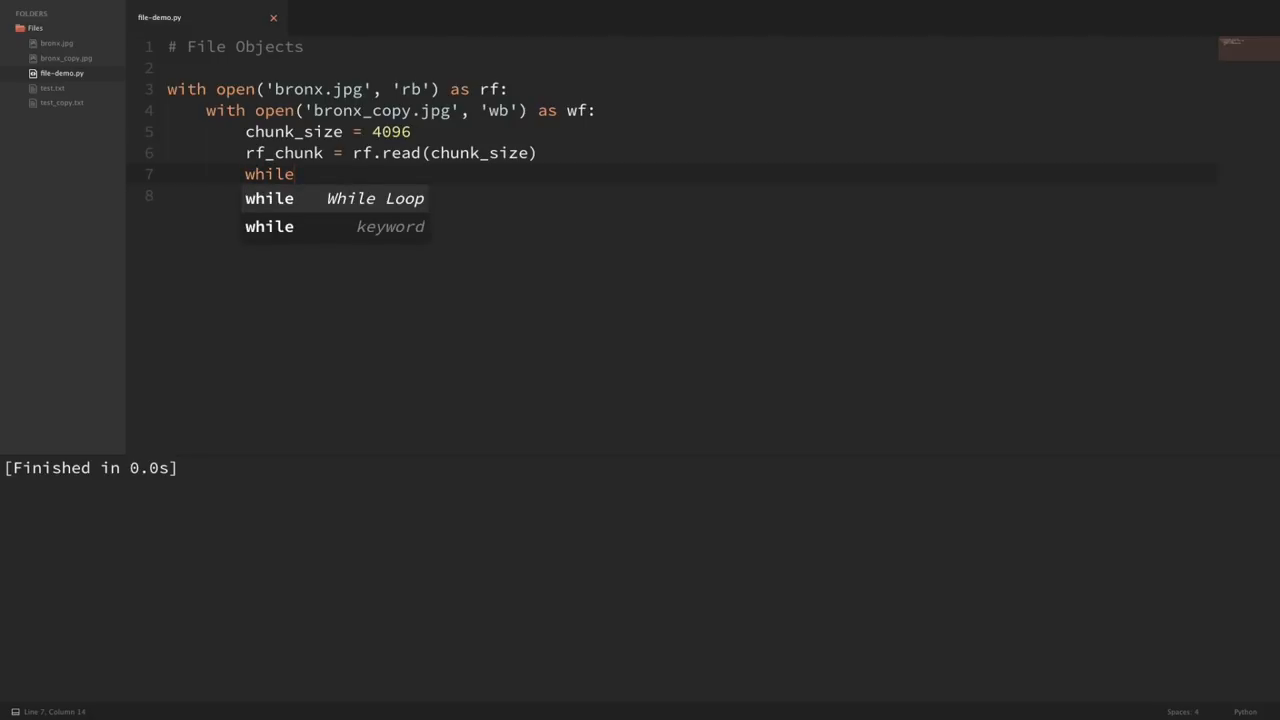 FOLDERS
Files
bronx.jpg
bronx_copy.jpg
file-demo.py
test.txt
test_copy.txt
file-demo.py ×
1 # File Objects
2
3 with open('bronx.jpg', 'rb') as rf:
4 with open('bronx_copy.jpg', 'wb') as wf:
5 chunk_size = 4096
6 rf_chunk = rf.read(chunk_size)
7 while
8
while While Loop
while keyword
[Finished in 0.0s]
Line 7, Column 14
Spaces: 4
Python